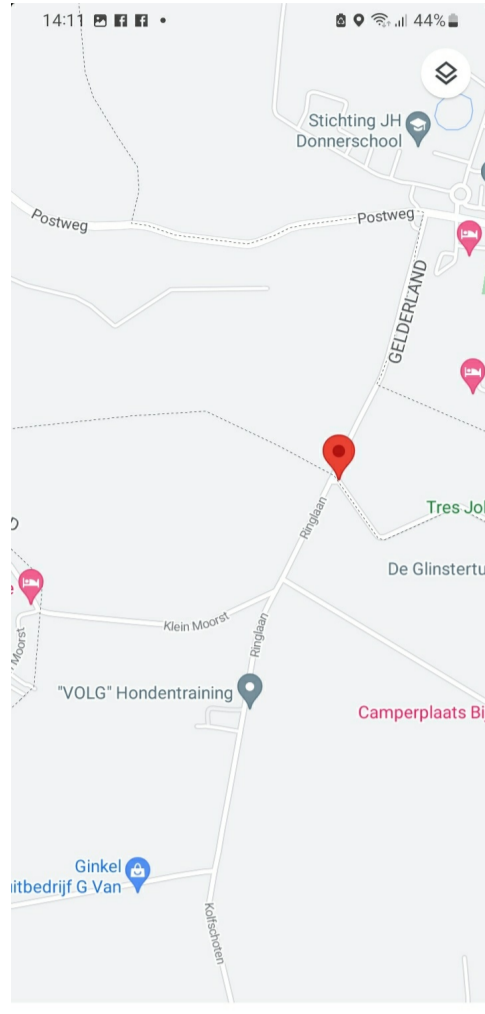 14:11
44%
Stichting JH
Donnerschool
Postweg
Postweg
GELDERLAND
Ringlaan
Tres Jol
De Glinstertu
Klein Moorst
Ringlaan
Moorst
"VOLG" Hondentraining
Camperplaats Bi
Ginkel
itbedrijf G Van
Kolfschoten